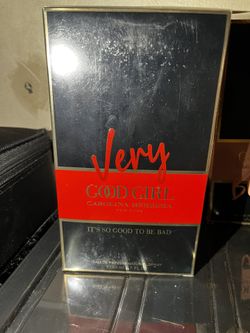 Very
GOOD GIRL
CAROLINA HERRERA
NEW YORK
IT'S SO GOOD TO BE BAD